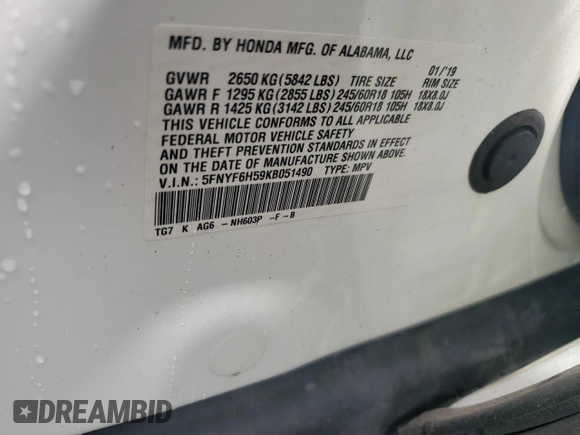 MFD. BY HONDA MFG. OF ALABAMA, LLC
GVWR 2650 KG (5842 LBS) TIRE SIZE 01/'19 RIM SIZE
GAWR F 1295 KG (2855 LBS) 245/60R18 105H 18X8.0J
GAWR R 1425 KG (3142 LBS) 245/60R18 105H 18X8.0J
THIS VEHICLE CONFORMS TO ALL APPLICABLE
FEDERAL MOTOR VEHICLE SAFETY
AND THEFT PREVENTION STANDARDS IN EFFECT
ON THE DATE OF MANUFACTURE SHOWN ABOVE.
V.I.N.: 5FNYF6H59KB051490 TYPE: MPV
TG7 K AG6 - NH603P - F - B
DREAMBID